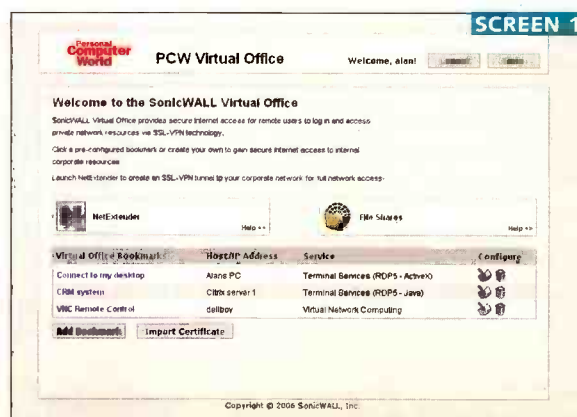 SCREEN 1
Personal
Computer
World
PCW Virtual Office
Welcome, alan!
Welcome to the SonicWALL Virtual Office
SonicWALL Virtual Office provides secure Internet access for remote users to log in and access
private network resources via SSL-VPN technology.
Click a pre-configured bookmark or create your own to gain secure Internet access to internal
corporate resources
Launch NetExtender to create an SSL-VPN tunnel to your corporate network for full network access.
NetExtender
Help
File Shares
Help
Virtual Office Bookmarks Host/IP Address Service Configure
Connect to my desktop Alans PC Terminal Services (RDP5 - ActiveX)
CRM system Citrix server 1 Terminal Services (RDP5 - Java)
VNC Remote Control dellboy Virtual Network Computing
Add Bookmark Import Certificate
Copyright © 2006 SonicWALL, Inc.